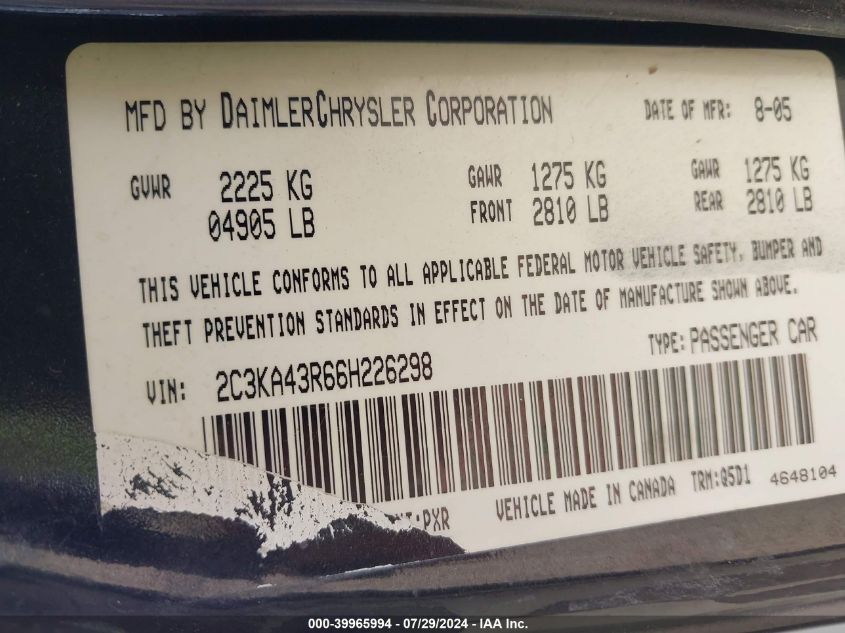 MFD BY DAIMLERCHRYSLER CORPORATION DATE OF MFR: 8-05
GVWR 2225 KG GAWR 1275 KG GAWR 1275 KG
04905 LB FRONT 2810 LB REAR 2810 LB
THIS VEHICLE CONFORMS TO ALL APPLICABLE FEDERAL MOTOR VEHICLE SAFETY, BUMPER AND
THEFT PREVENTION STANDARDS IN EFFECT ON THE DATE OF MANUFACTURE SHOWN ABOVE.
VIN: 2C3KA43R66H226298 TYPE: PASSENGER CAR
:PXR VEHICLE MADE IN CANADA TRM:Q5D1 4648104
000-39965994 / 07/29/2024 - IAA Inc.